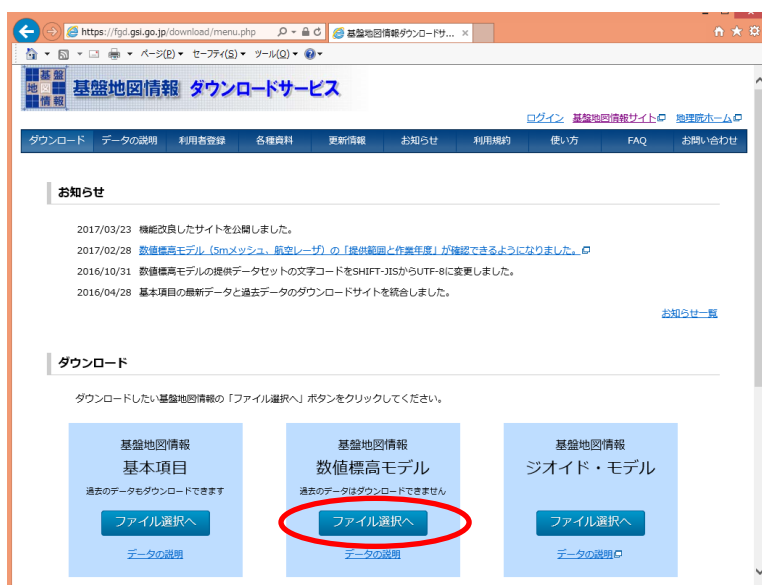 https://fgd.gsi.go.jp/download/menu.php
基盤地図情報ダウンロードサ...
ページ(P) セーフティ(S) ツール(O)
基盤
地図
情報
基盤地図情報 ダウンロードサービス
ログイン 基盤地図情報サイト 地理院ホーム
ダウンロード データの説明 利用者登録 各種資料 更新情報 お知らせ 利用規約 使い方 FAQ お問い合わせ
お知らせ
2017/03/23 機能改良したサイトを公開しました。
2017/02/28 数値標高モデル（5mメッシュ、航空レーザ）の「提供範囲と作業年度」が確認できるようになりました。
2016/10/31 数値標高モデルの提供データセットの文字コードをSHIFT-JISからUTF-8に変更しました。
2016/04/28 基本項目の最新データと過去データのダウンロードサイトを統合しました。
お知らせ一覧
ダウンロード
ダウンロードしたい基盤地図情報の「ファイル選択へ」ボタンをクリックしてください。
基盤地図情報
基本項目
過去のデータもダウンロードできます
ファイル選択へ
データの説明
基盤地図情報
数値標高モデル
過去のデータはダウンロードできません
ファイル選択へ
データの説明
基盤地図情報
ジオイド・モデル
ファイル選択へ
データの説明